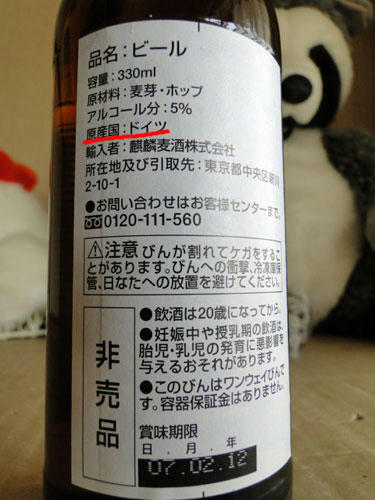 品名:ビール
容量:330ml
原材料:麦芽・ホップ
アルコール分:5%
原産国:ドイツ
輸入者:麒麟麦酒株式会社
所在地及び引取先:東京都中央区新川
2-10-1
●お問い合わせはお客様センターまで。
0120-111-560
注意 びんが割れてケガをするこ
とがあります。びんへの衝撃、冷凍庫保
管、日なたへの放置を避けてください。
非売品
●飲酒は20歳になってから。
●妊娠中や授乳期の飲酒は、
胎児・乳児の発育に悪影響を
与えるおそれがあります。
●このびんはワンウェイびんで
す。容器保証金はありません。
賞味期限
日.月.年
07.02.12